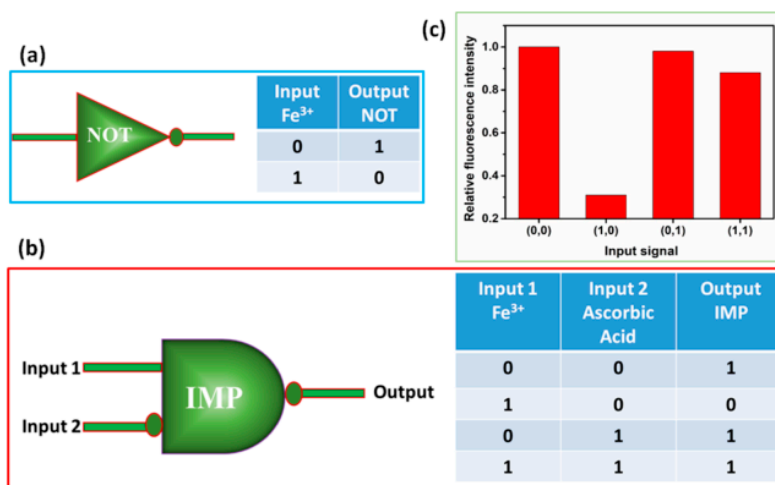 (a)
NOT
Input Output
Fe³⁺ NOT
0 1
1 0
(c)
Relative fluorescence intensity
1.0
0.8
0.6
0.4
0.2
(0,0) (1,0) (0,1) (1,1)
Input signal
(b)
Input 1
Input 2
IMP
Output
Input 1 Input 2 Output
Fe³⁺ Ascorbic IMP
Acid
0 0 1
1 0 0
0 1 1
1 1 1